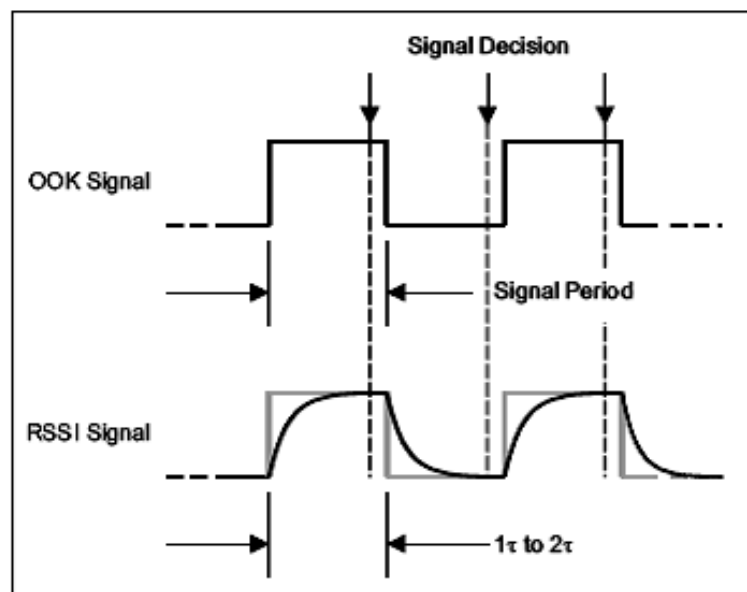 Signal Decision
OOK Signal
Signal Period
RSSI Signal
1τ to 2τ